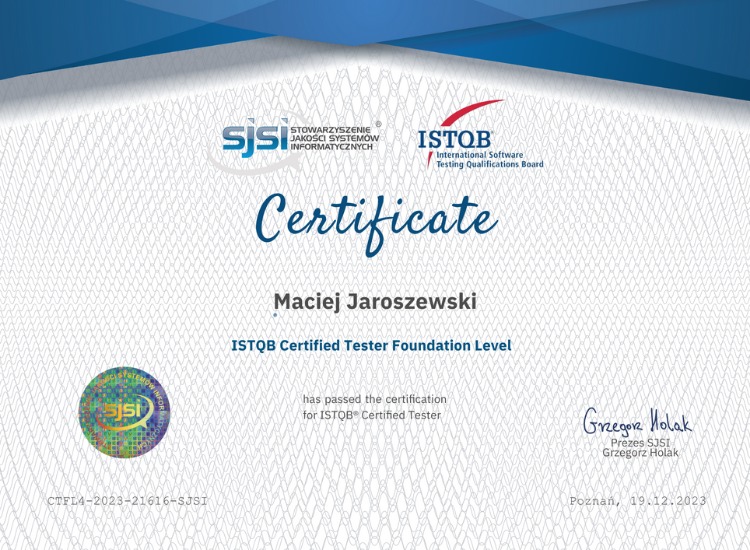 sjsi
STOWARZYSZENIE
JAKOŚCI SYSTEMÓW
INFORMATYCZNYCH
®
ISTQB®
International Software
Testing Qualifications Board
Certificate
Maciej Jaroszewski
ISTQB Certified Tester Foundation Level
sjsi
has passed the certification
for ISTQB® Certified Tester
Grzegorz Holak
Prezes SJSI
Grzegorz Holak
CTFL4-2023-21616-SJSI
Poznań, 19.12.2023